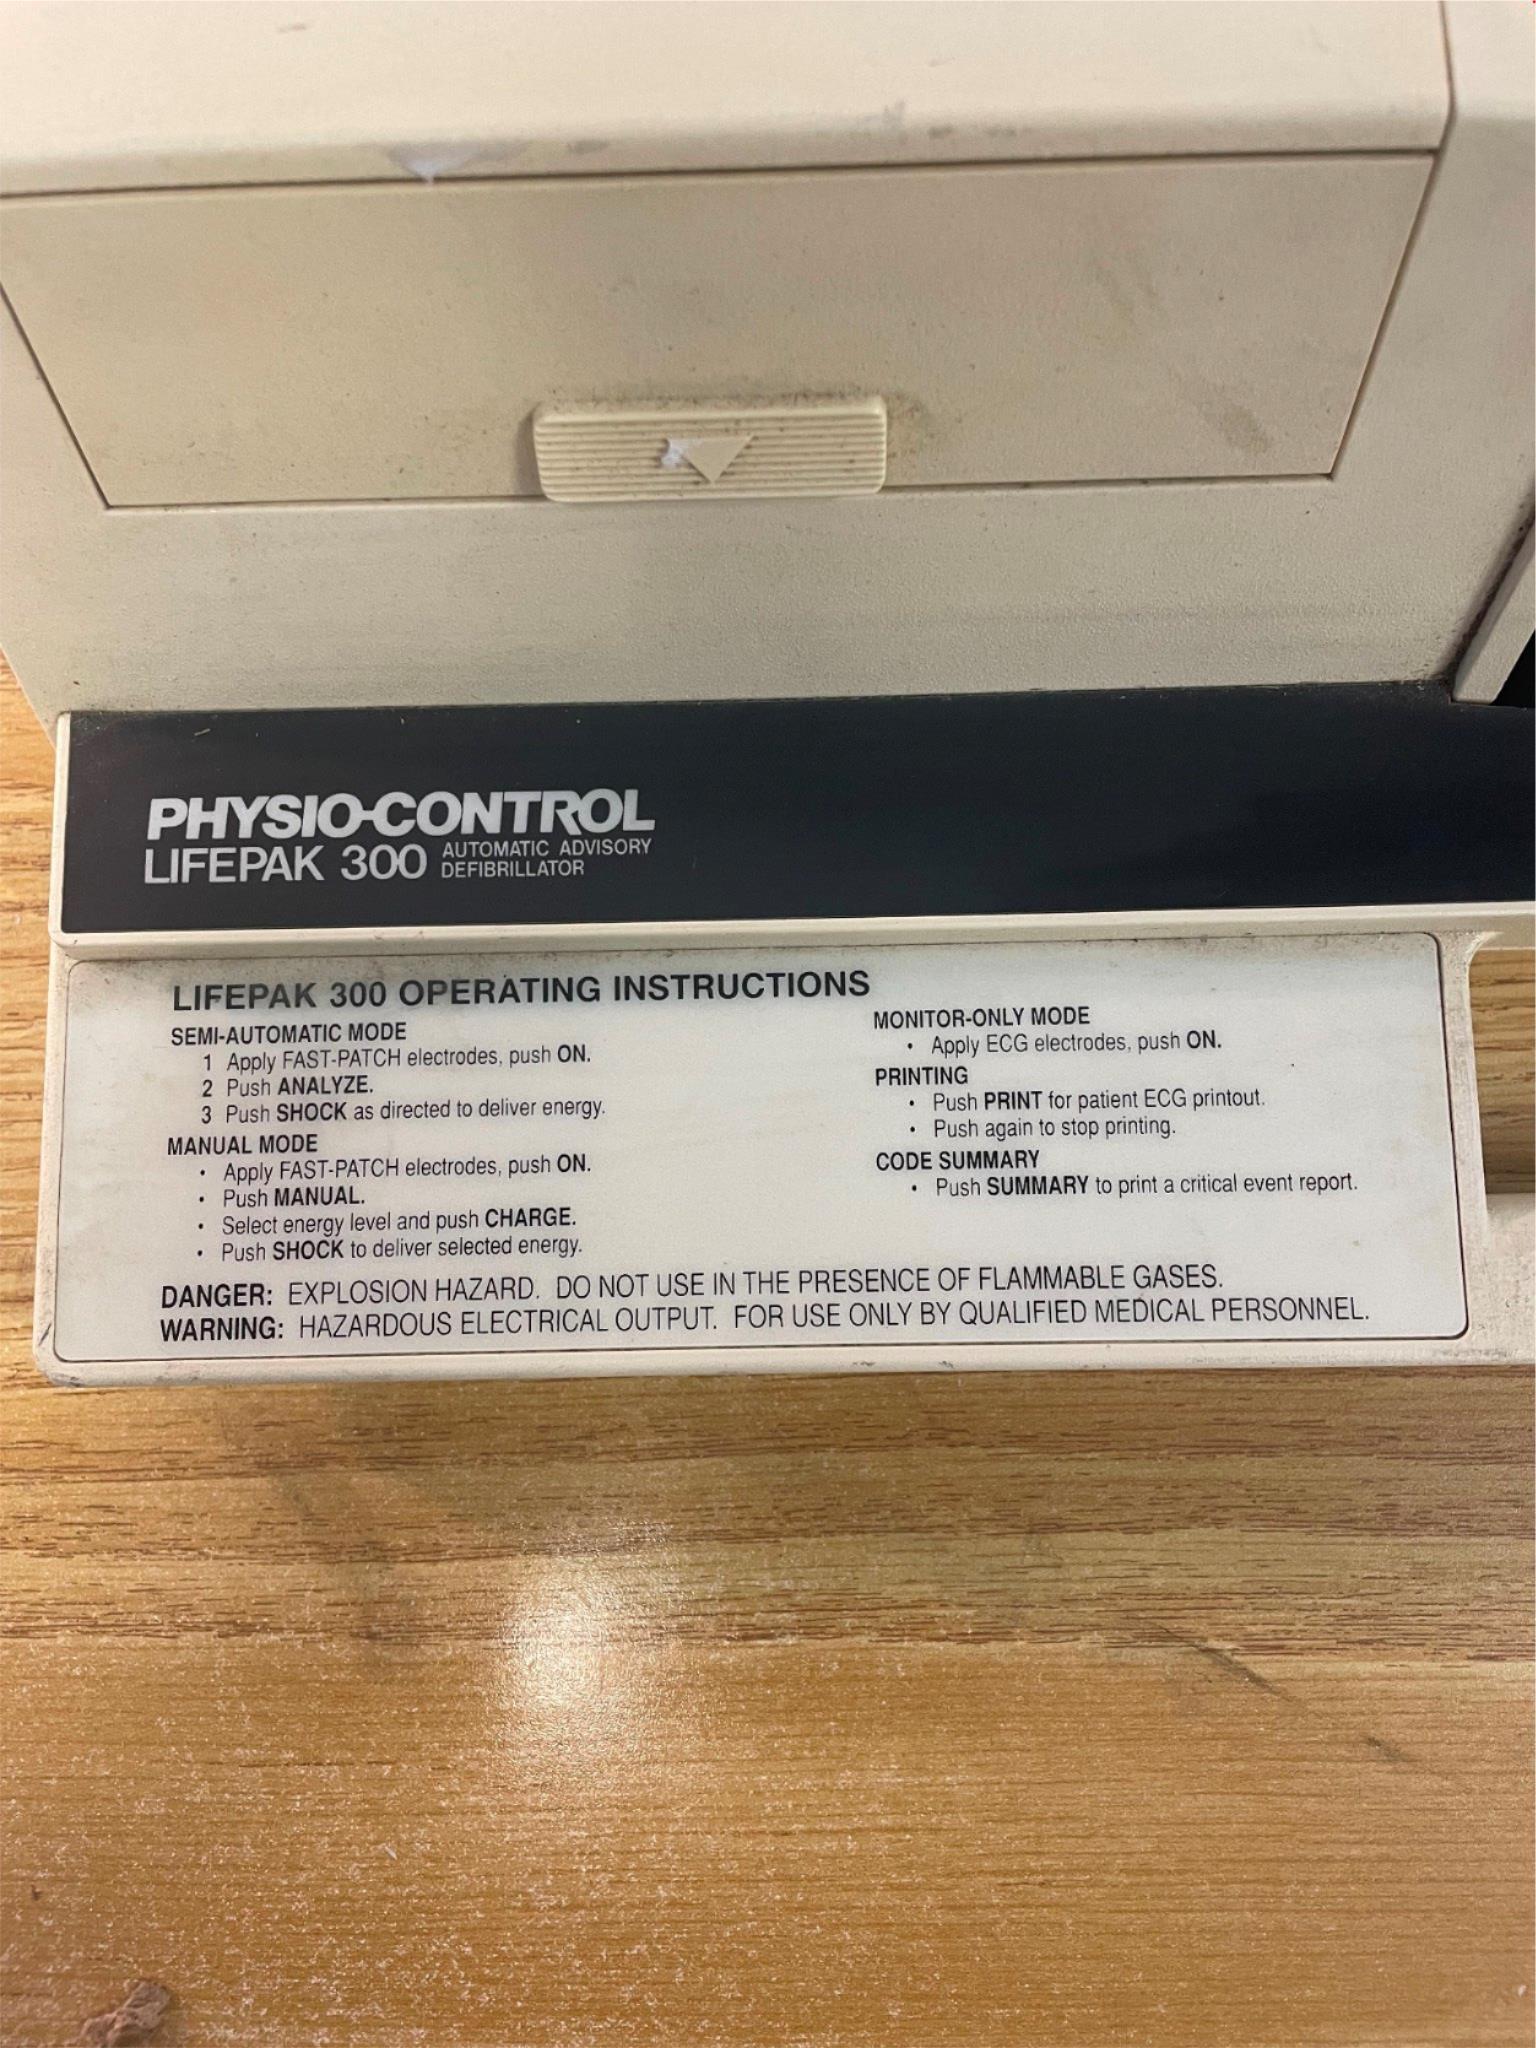 PHYSIO-CONTROL
LIFEPAK 300 AUTOMATIC ADVISORY
DEFIBRILLATOR
LIFEPAK 300 OPERATING INSTRUCTIONS
SEMI-AUTOMATIC MODE
1 Apply FAST-PATCH electrodes, push ON.
2 Push ANALYZE.
3 Push SHOCK as directed to deliver energy.
MANUAL MODE
• Apply FAST-PATCH electrodes, push ON.
• Push MANUAL.
• Select energy level and push CHARGE.
• Push SHOCK to deliver selected energy.
MONITOR-ONLY MODE
• Apply ECG electrodes, push ON.
PRINTING
• Push PRINT for patient ECG printout.
• Push again to stop printing.
CODE SUMMARY
• Push SUMMARY to print a critical event report.
DANGER: EXPLOSION HAZARD. DO NOT USE IN THE PRESENCE OF FLAMMABLE GASES.
WARNING: HAZARDOUS ELECTRICAL OUTPUT. FOR USE ONLY BY QUALIFIED MEDICAL PERSONNEL.